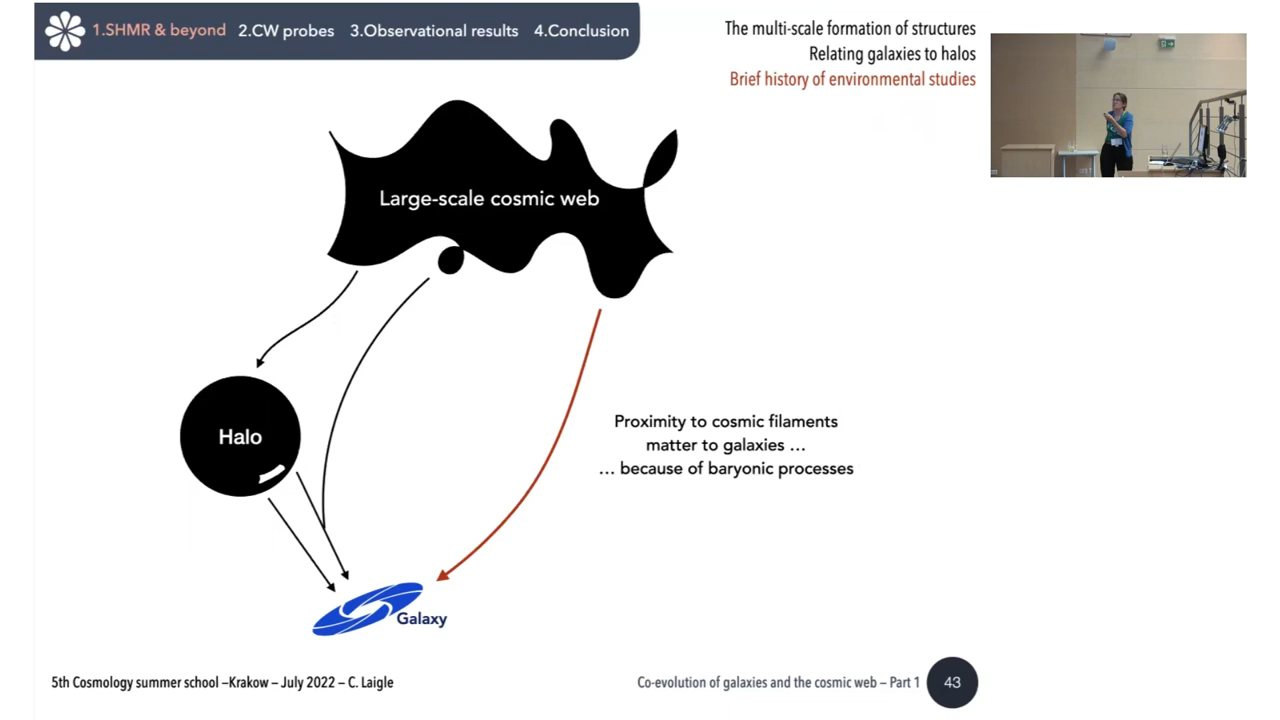 1.SHMR & beyond 2.CW probes 3.Observational results 4.Conclusion
The multi-scale formation of structures
Relating galaxies to halos
Brief history of environmental studies
Large-scale cosmic web
Halo
Proximity to cosmic filaments
matter to galaxies ...
... because of baryonic processes
Galaxy
5th Cosmology summer school –Krakow – July 2022 – C. Laigle
Co-evolution of galaxies and the cosmic web – Part 1
43